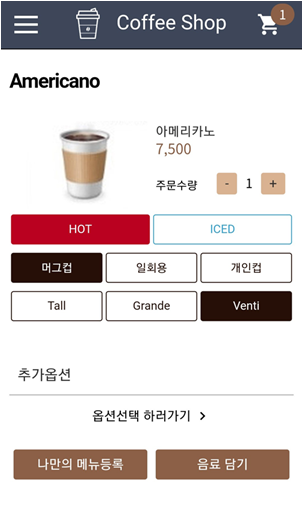 Coffee Shop
1
Americano
아메리카노
7,500
주문수량 - 1 +
HOT ICED
머그컵 일회용 개인컵
Tall Grande Venti
추가옵션
옵션선택 하러가기 >
나만의 메뉴등록 음료 담기